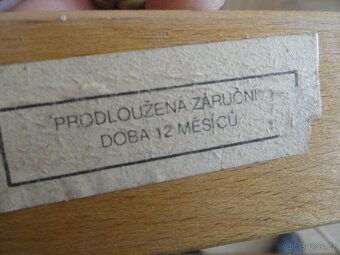 PRODLOUŽENÁ ZÁRUČNÍ
DOBA 12 MĚSÍCŮ